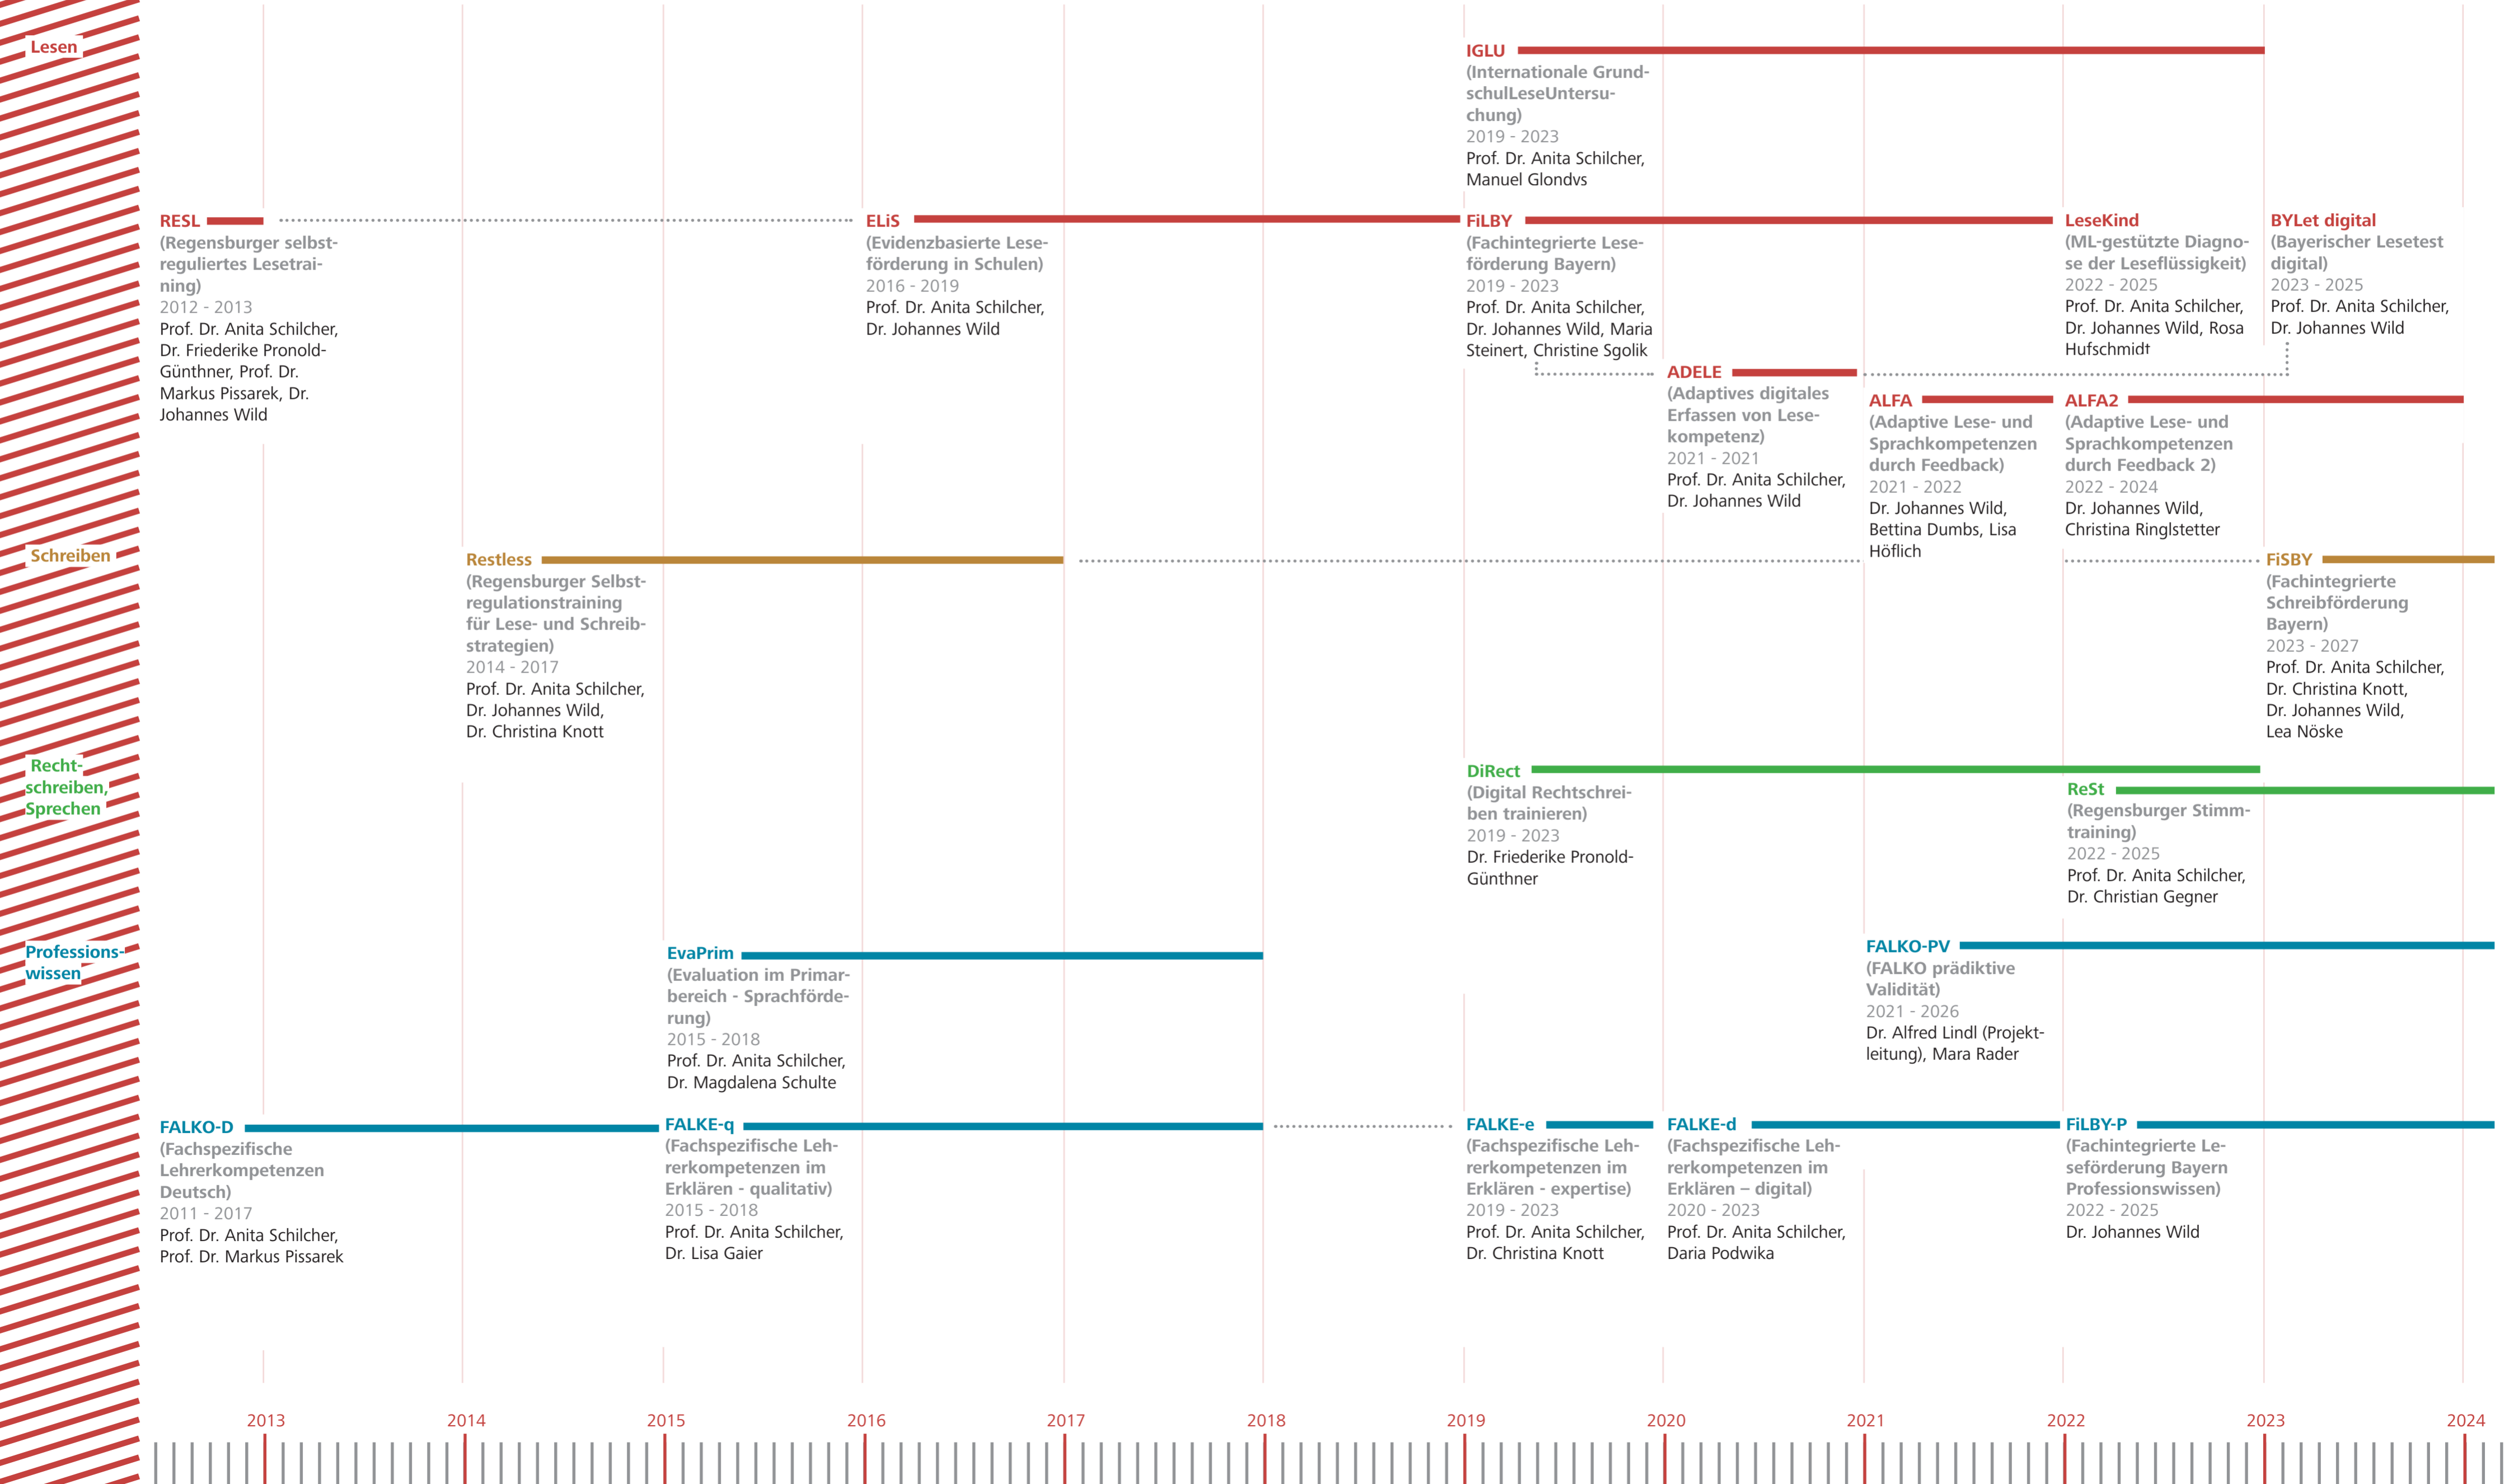 Lesen
IGLU
(Internationale Grund-
schulLeseUntersu-
chung)
2019 - 2023
Prof. Dr. Anita Schilcher,
Manuel Glondvs
RESL
(Regensburger selbst-
reguliertes Lesetrai-
ning)
2012 - 2013
Prof. Dr. Anita Schilcher,
Dr. Friederike Pronold-
Günthner, Prof. Dr.
Markus Pissarek, Dr.
Johannes Wild
ELiS
(Evidenzbasierte Lese-
förderung in Schulen)
2016 - 2019
Prof. Dr. Anita Schilcher,
Dr. Johannes Wild
FiLBY
(Fachintegrierte Lese-
förderung Bayern)
2019 - 2023
Prof. Dr. Anita Schilcher,
Dr. Johannes Wild, Maria
Steinert, Christine Sgolik
LeseKind
(ML-gestützte Diagno-
se der Leseflüssigkeit)
2022 - 2025
Prof. Dr. Anita Schilcher,
Dr. Johannes Wild, Rosa
Hufschmidt
BYLet digital
(Bayerischer Lesetest
digital)
2023 - 2025
Prof. Dr. Anita Schilcher,
Dr. Johannes Wild
ADELE
(Adaptives digitales
Erfassen von Lese-
kompetenz)
2021 - 2021
Prof. Dr. Anita Schilcher,
Dr. Johannes Wild
ALFA
(Adaptive Lese- und
Sprachkompetenzen
durch Feedback)
2021 - 2022
Dr. Johannes Wild,
Bettina Dumbs, Lisa
Höflich
ALFA2
(Adaptive Lese- und
Sprachkompetenzen
durch Feedback 2)
2022 - 2024
Dr. Johannes Wild,
Christina Ringlstetter
Schreiben
Restless
(Regensburger Selbst-
regulationstraining
für Lese- und Schreib-
strategien)
2014 - 2017
Prof. Dr. Anita Schilcher,
Dr. Johannes Wild,
Dr. Christina Knott
FiSBY
(Fachintegrierte
Schreibförderung
Bayern)
2023 - 2027
Prof. Dr. Anita Schilcher,
Dr. Christina Knott,
Dr. Johannes Wild,
Lea Nöske
Recht-
schreiben,
Sprechen
DiRect
(Digital Rechtschrei-
ben trainieren)
2019 - 2023
Dr. Friederike Pronold-
Günthner
ReSt
(Regensburger Stimm-
training)
2022 - 2025
Prof. Dr. Anita Schilcher,
Dr. Christian Gegner
Professions-
wissen
EvaPrim
(Evaluation im Primar-
bereich - Sprachförde-
rung)
2015 - 2018
Prof. Dr. Anita Schilcher,
Dr. Magdalena Schulte
FALKO-PV
(FALKO prädiktive
Validität)
2021 - 2026
Dr. Alfred Lindl (Projekt-
leitung), Mara Rader
FALKO-D
(Fachspezifische
Lehrerkompetenzen
Deutsch)
2011 - 2017
Prof. Dr. Anita Schilcher,
Prof. Dr. Markus Pissarek
FALKE-q
(Fachspezifische Leh-
rerkompetenzen im
Erklären - qualitativ)
2015 - 2018
Prof. Dr. Anita Schilcher,
Dr. Lisa Gaier
FALKE-e
(Fachspezifische Leh-
rerkompetenzen im
Erklären - expertise)
2019 - 2023
Prof. Dr. Anita Schilcher,
Dr. Christina Knott
FALKE-d
(Fachspezifische Leh-
rerkompetenzen im
Erklären – digital)
2020 - 2023
Prof. Dr. Anita Schilcher,
Daria Podwika
FiLBY-P
(Fachintegrierte Le-
seförderung Bayern
Professionswissen)
2022 - 2025
Dr. Johannes Wild
2013 2014 2015 2016 2017 2018 2019 2020 2021 2022 2023 2024